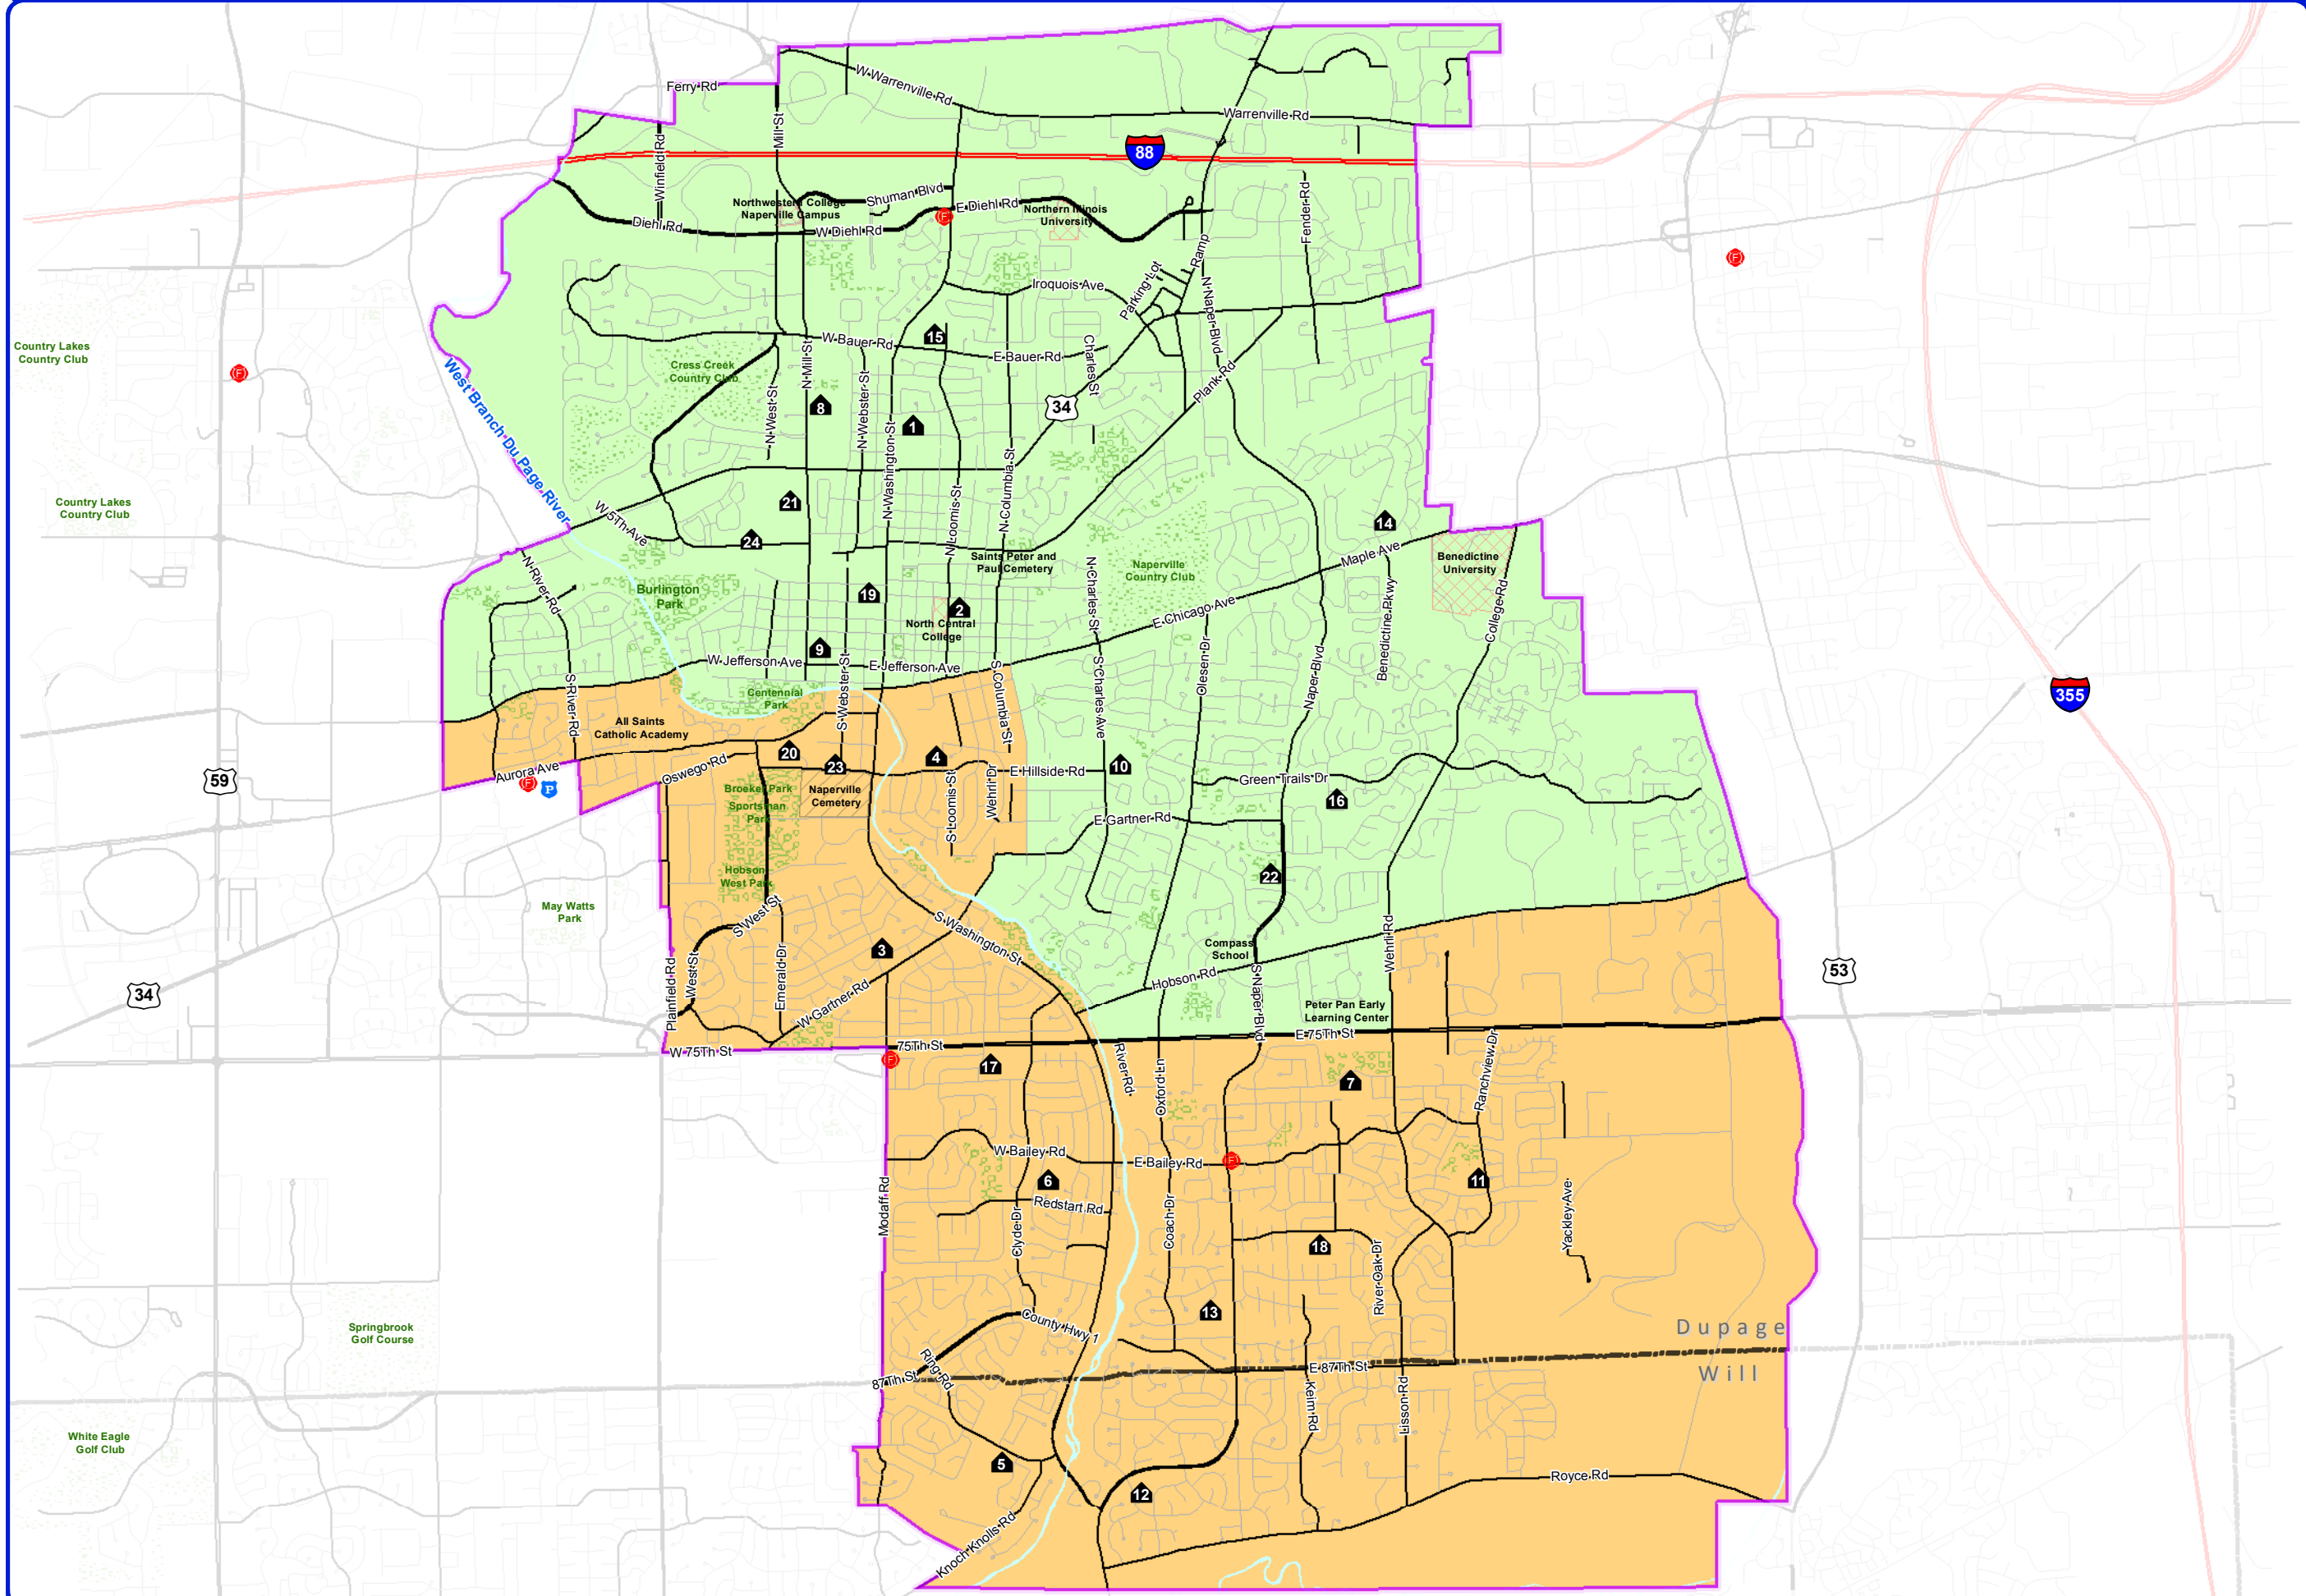 Ferry Rd
W Warrenville Rd
Warrenville Rd
Mill St
Winfield Rd
88
Shuman Blvd
Northwestern College
Naperville Campus
E Diehl Rd
Northern Illinois
University
Fender Rd
Diehl Rd
W Diehl Rd
F
F
Ramp
Parking Lot
Iroquois Ave
N Naper Blvd
Country Lakes
Country Club
F
West Branch Du Page River
W Bauer Rd
15
E Bauer Rd
Charles St
Cress Creek
Country Club
N Mill St
N West St
N Webster St
8
1
34
Plank Rd
N Washington St
N Columbia St
Country Lakes
Country Club
W 5Th Ave
21
24
N Loomis St
14
Maple Ave
Saints Peter and
Paul Cemetery
Naperville
Country Club
Benedictine
University
N River Rd
Burlington
Park
19
2
North Central
College
N Charles St
E Chicago Ave
Benedictine Pkwy
College Rd
9
W Jefferson Ave
E Jefferson Ave
S River Rd
Centennial
Park
S Webster St
S Columbia St
S Charles Ave
Olesen Dr
Naper Blvd
355
All Saints
Catholic Academy
59
Aurora Ave
F
P
Oswego Rd
20
23
4
E Hillside Rd
10
Green Trails Dr
16
Broeker Park
Sportsman
Park
Naperville
Cemetery
S Loomis St
Wehrli Dr
E Gartner Rd
Hobson
West Park
22
May Watts
Park
S West St
S Washington St
3
Compass
School
Wehrli Rd
34
53
Plainfield Rd
West St
Emerald Dr
W Gartner Rd
Hobson Rd
S Naper Blvd
Peter Pan Early
Learning Center
W 75Th St
75Th St
E 75Th St
F
17
River Rd
Oxford Ln
7
Ranchview Dr
W Bailey Rd
E Bailey Rd
F
6
11
Modaff Rd
Redstart Rd
Clyde Dr
Coach Dr
18
River Oak Dr
Yackley Ave
13
Springbrook
Golf Course
County Hwy 1
Dupage
Will
87Th St
Ring Rd
E 87Th St
Keim Rd
Lisson Rd
White Eagle
Golf Club
5
12
Royce Rd
Knoch Knolls Rd